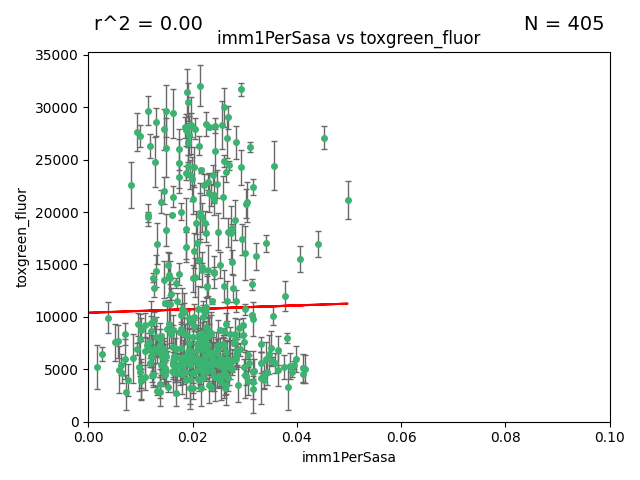 r^2 = 0.00
N = 405
imm1PerSasa vs toxgreen_fluor
35000
30000
25000
20000
15000
10000
5000
0
toxgreen_fluor
0.00
0.02
0.04
0.06
0.08
0.10
imm1PerSasa